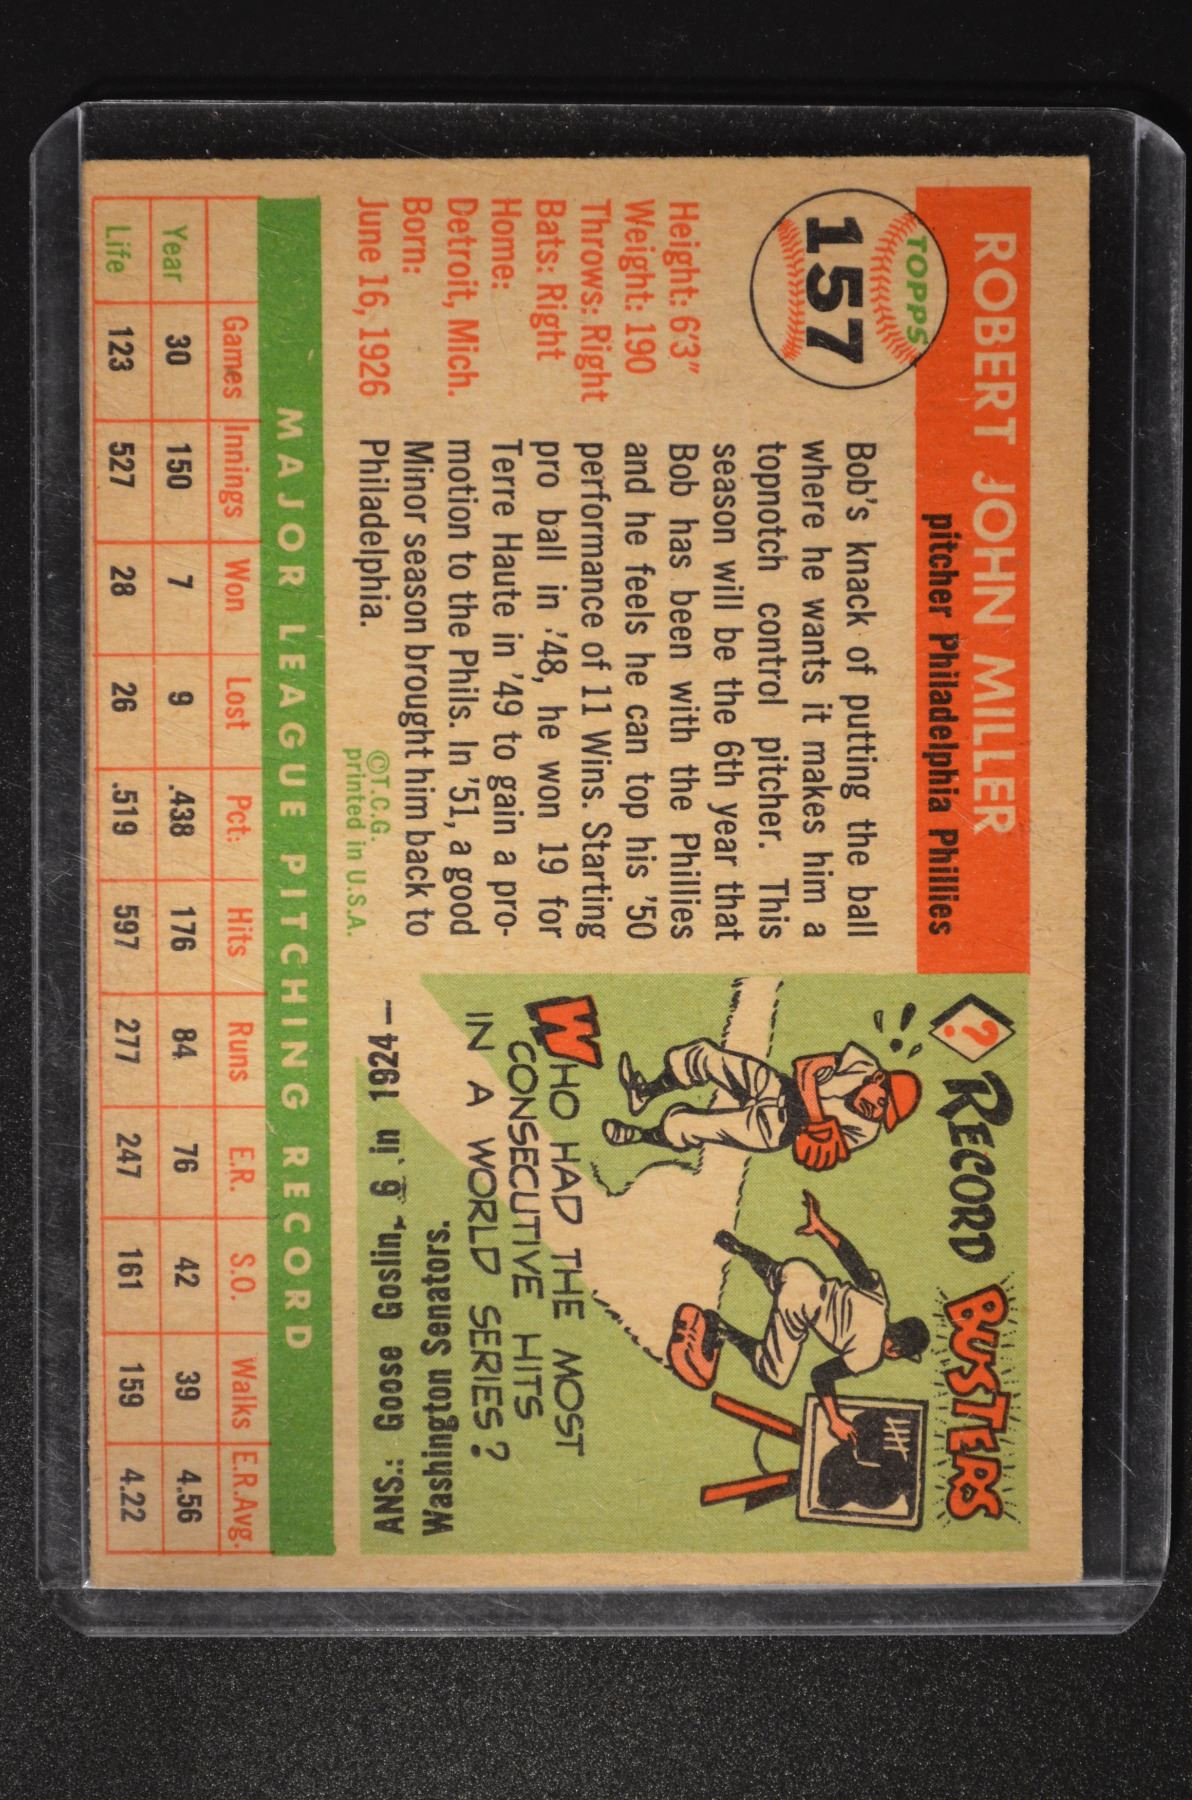 ROBERT JOHN MILLER
pitcher Philadelphia Phillies
TOPPS
157
Height: 6'3"
Weight: 190
Throws: Right
Bats: Right
Home:
Detroit, Mich.
Born:
June 16, 1926
Bob's knack of putting the ball
where he wants it makes him a
topnotch control pitcher. This
season will be the 6th year that
Bob has been with the Phillies
and he feels he can top his '50
performance of 11 Wins. Starting
pro ball in '48, he won 19 for
Terre Haute in '49 to gain a pro-
motion to the Phils. In '51, a good
Minor season brought him back to
Philadelphia.
©T.C.G.
printed in U.S.A.
? RECORD BUSTERS
WHO HAD THE MOST
CONSECUTIVE HITS
IN A WORLD SERIES?
ANS.: Goose Goslin- 6 in 1924—
Washington Senators.
MAJOR LEAGUE PITCHING RECORD
Games Innings Won Lost Pct: Hits Runs E.R. S.O. Walks E.R.Avg.
Year 30 150 7 9 .438 176 84 76 42 39 4.56
Life 123 527 28 26 .519 597 277 247 161 159 4.22